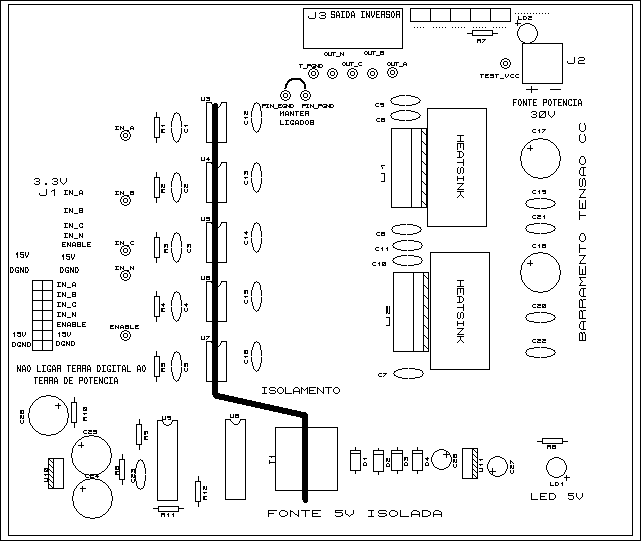 J3 SAIDA INVERSOR
LD2
R7
OUT_N
OUT_B
T_PGND
OUT_C
OUT_A
J2
TEST_VCC
FONTE POTENCIA
30V
PIN_EGND
PIN_PGND
MANTER
LIGADOS
U3
C12
C5
C6
IN_A
R1
C1
C17
U1
HEATSINK
U4
C13
3.3V
J1
IN_A
IN_B
R2
C2
C19
IN_B
U5
C14
C8
C21
IN_C
IN_N
ENABLE
IN_C
R3
C3
C11
C10
15V
15V
DGND
DGND
IN_N
C18
BARRAMENTO TENSAO CC
IN_A
IN_B
IN_C
IN_N
ENABLE
15V
15V
DGND
DGND
U6
C15
R4
C4
U2
HEATSINK
C20
ENABLE
U7
C16
R5
C5
C22
C7
NAO LIGAR TERRA DIGITAL AO
TERRA DE POTENCIA
ISOLAMENTO
R10
C25
R9
U9
U8
T1
D1
D2
D3
D4
U11
C27
R8
U10
C24
C23
R12
R11
LD1
LED 5V
FONTE 5V ISOLADA